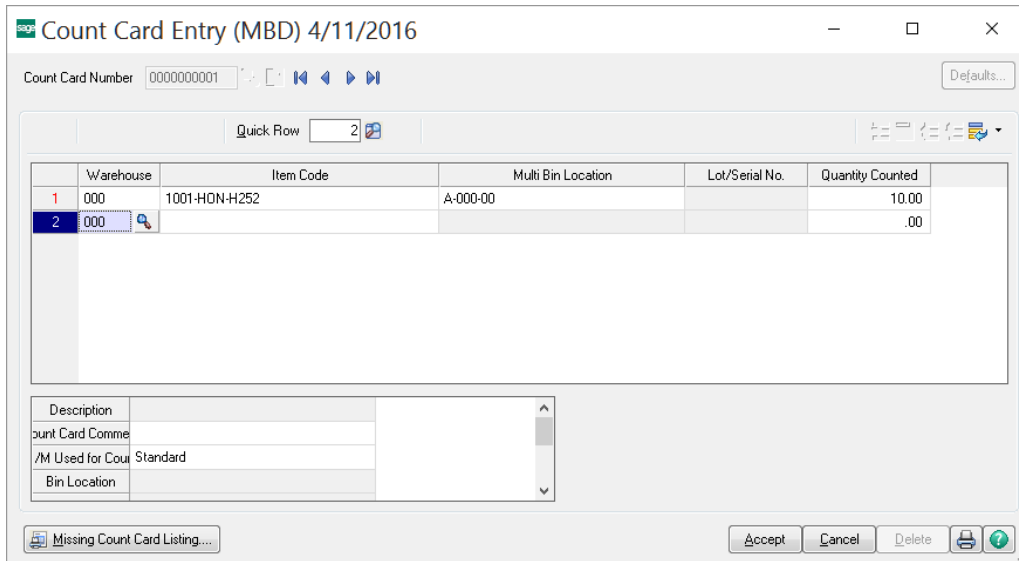 sage Count Card Entry (MBD) 4/11/2016
Count Card Number 0000000001 Defaults...
Quick Row 2
Warehouse Item Code Multi Bin Location Lot/Serial No. Quantity Counted
1 000 1001-HON-H252 A-000-00 10.00
2 000 .00
Description
ount Card Comme
/M Used for Cour Standard
Bin Location
Missing Count Card Listing.... Accept Cancel Delete